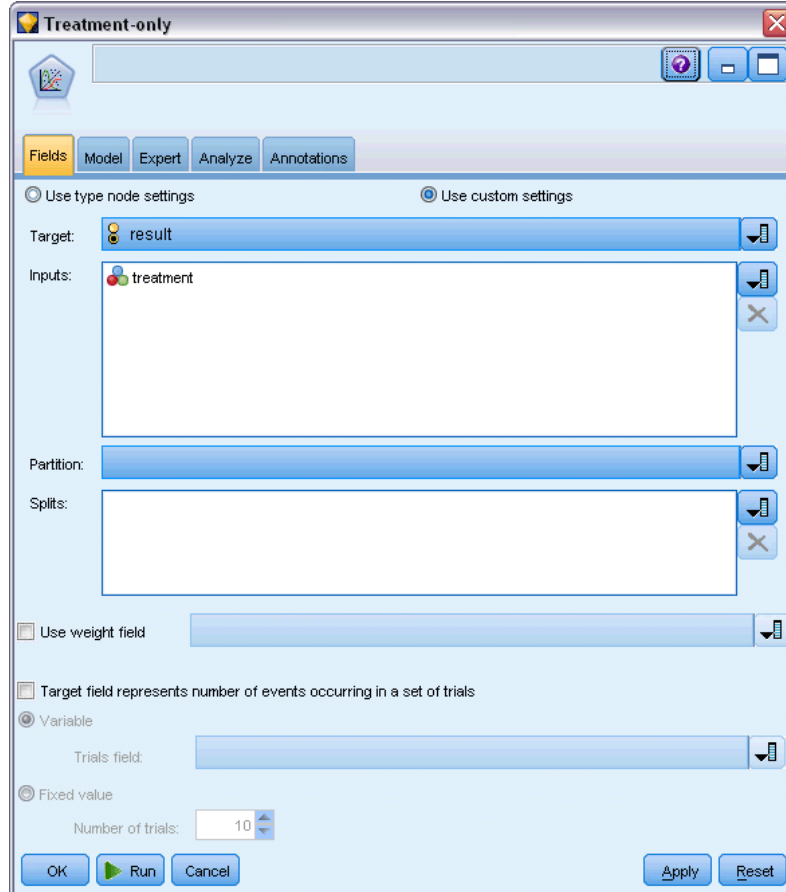 Treatment-only
Fields Model Expert Analyze Annotations
Use type node settings Use custom settings
Target: result
Inputs: treatment
Partition:
Splits:
Use weight field
Target field represents number of events occurring in a set of trials
Variable
Trials field:
Fixed value
Number of trials: 10
OK Run Cancel Apply Reset